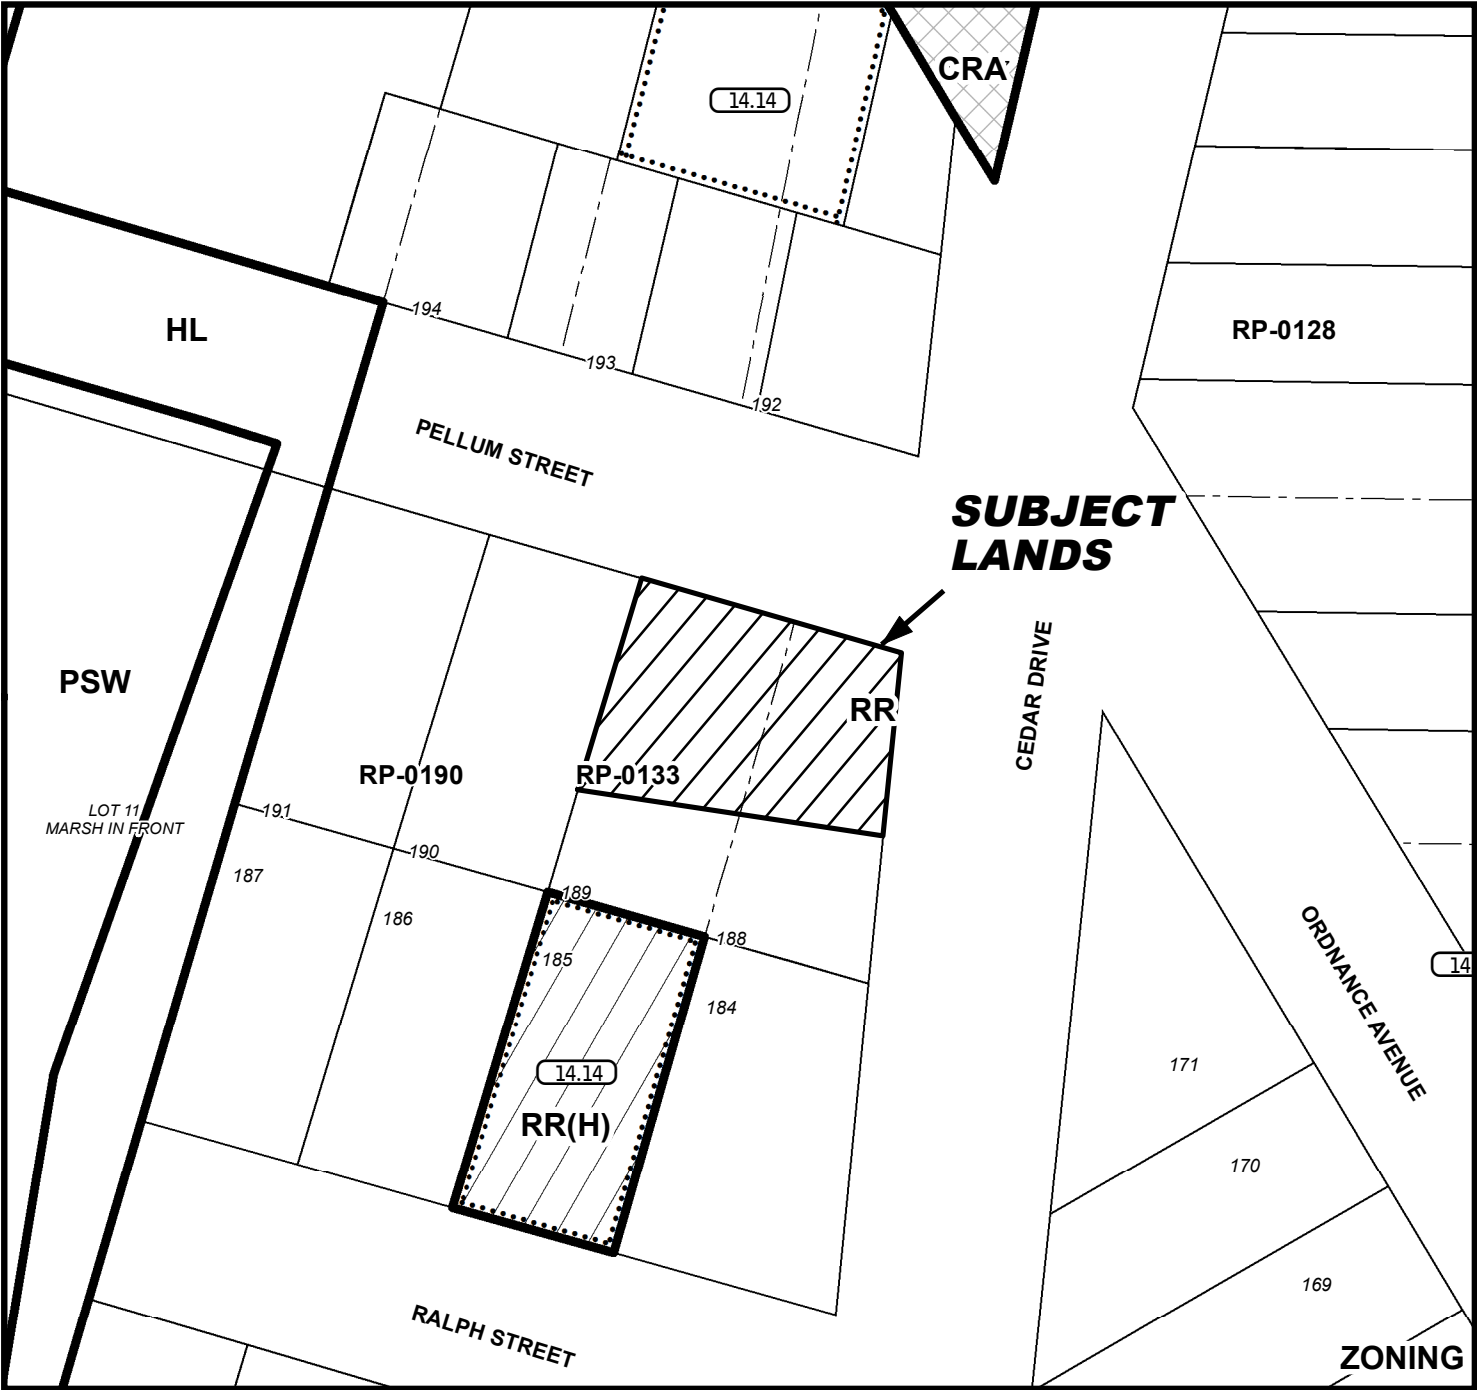 CRA
14.14
194
HL
RP-0128
193
192
PELLUM STREET
SUBJECT
LANDS
CEDAR DRIVE
PSW
RR
RP-0190
RP-0133
LOT 11
MARSH IN FRONT
191
190
187
189
186
188
185
184
ORDNANCE AVENUE
14
171
14.14
RR(H)
170
169
RALPH STREET
ZONING